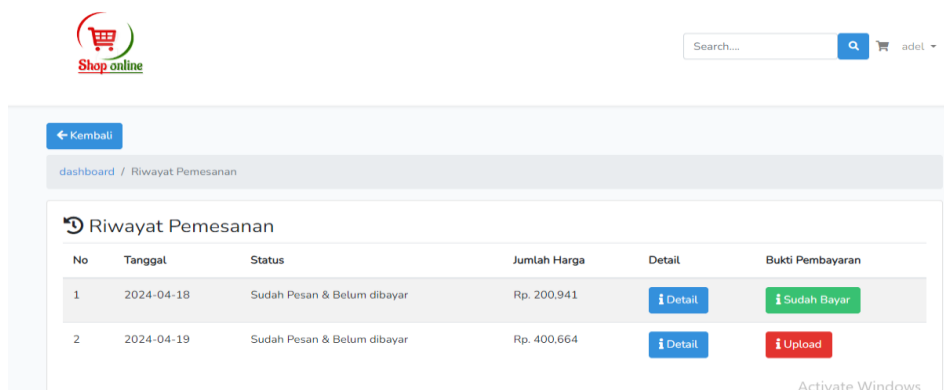 Shop online
Search....
adel
Kembali
dashboard / Riwayat Pemesanan
Riwayat Pemesanan
No Tanggal Status Jumlah Harga Detail Bukti Pembayaran
1 2024-04-18 Sudah Pesan & Belum dibayar Rp. 200,941 Detail Sudah Bayar
2 2024-04-19 Sudah Pesan & Belum dibayar Rp. 400,664 Detail Upload
Activate Windows